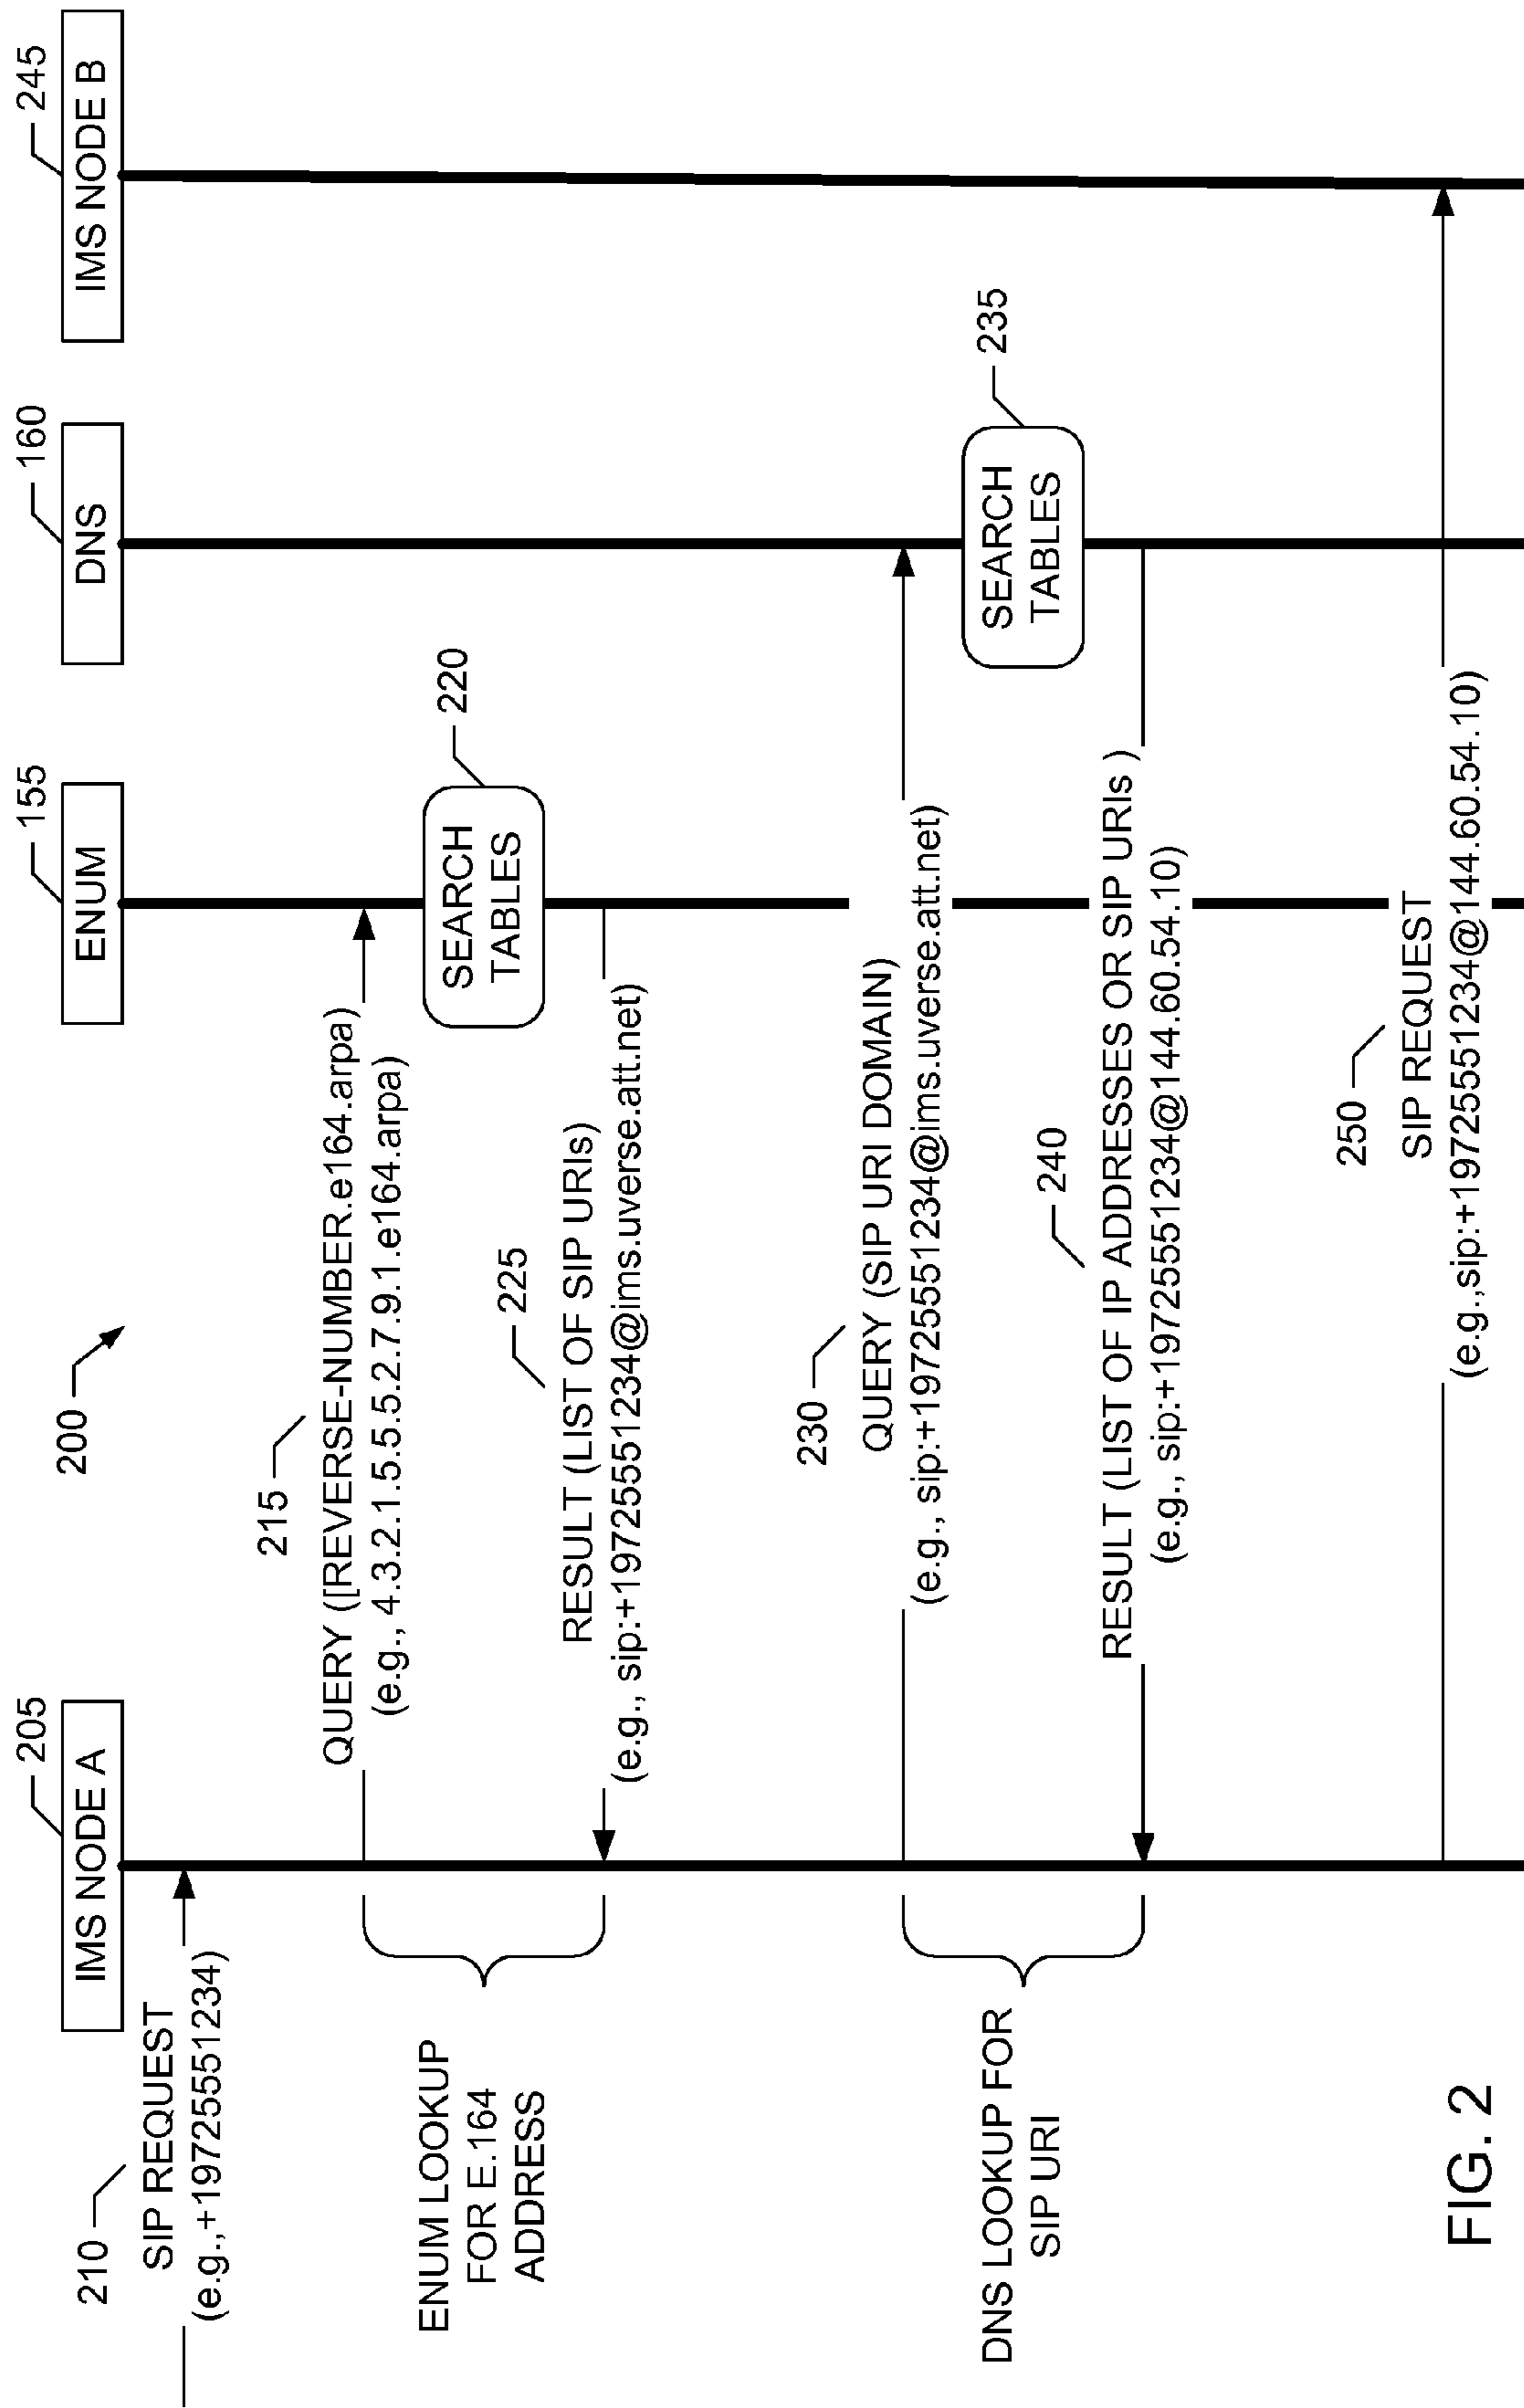 200
205
IMS NODE A
155
ENUM
160
DNS
245
IMS NODE B
210
SIP REQUEST
(e.g.,+19725551234)
215
QUERY ([REVERSE-NUMBER.e164.arpa)
(e.g., 4.3.2.1.5.5.5.2.7.9.1.e164.arpa)
ENUM LOOKUP
FOR E.164
ADDRESS
220
SEARCH
TABLES
225
RESULT (LIST OF SIP URIs)
(e.g., sip:+19725551234@ims.uverse.att.net)
230
QUERY (SIP URI DOMAIN)
(e.g., sip:+19725551234@ims.uverse.att.net)
DNS LOOKUP FOR
SIP URI
235
SEARCH
TABLES
240
RESULT (LIST OF IP ADDRESSES OR SIP URIs )
(e.g., sip:+19725551234@144.60.54.10)
250
SIP REQUEST
(e.g.,sip:+19725551234@144.60.54.10)
FIG. 2